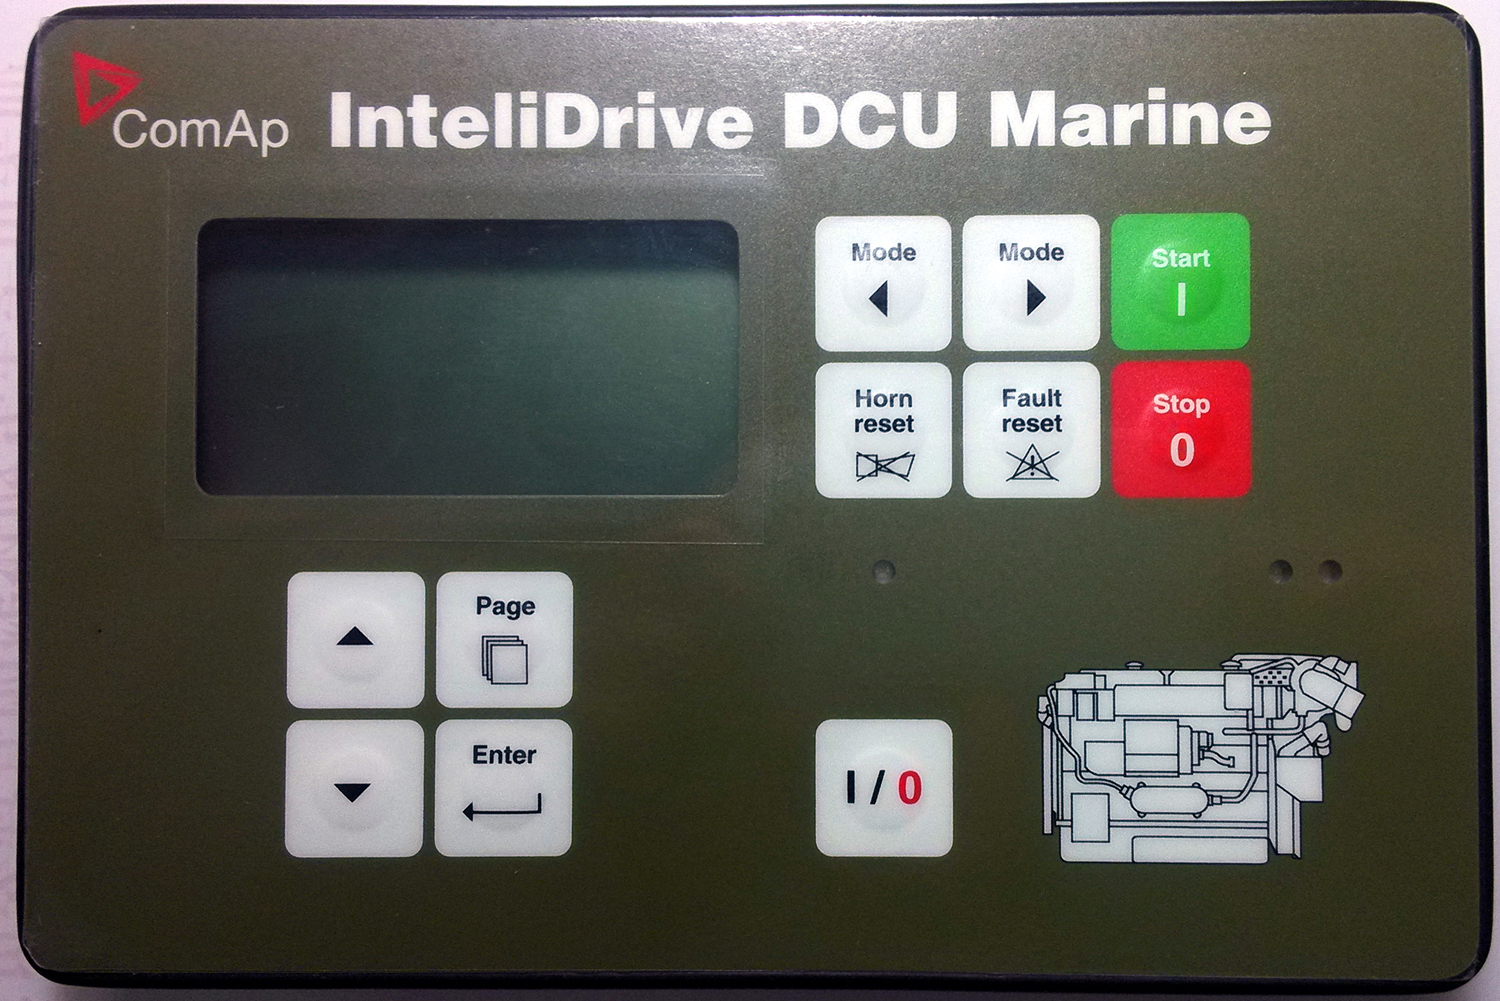 ComAp InteliDrive DCU Marine
Mode
Mode
Start
I
Horn
reset
Fault
reset
Stop
0
Page
Enter
I / 0